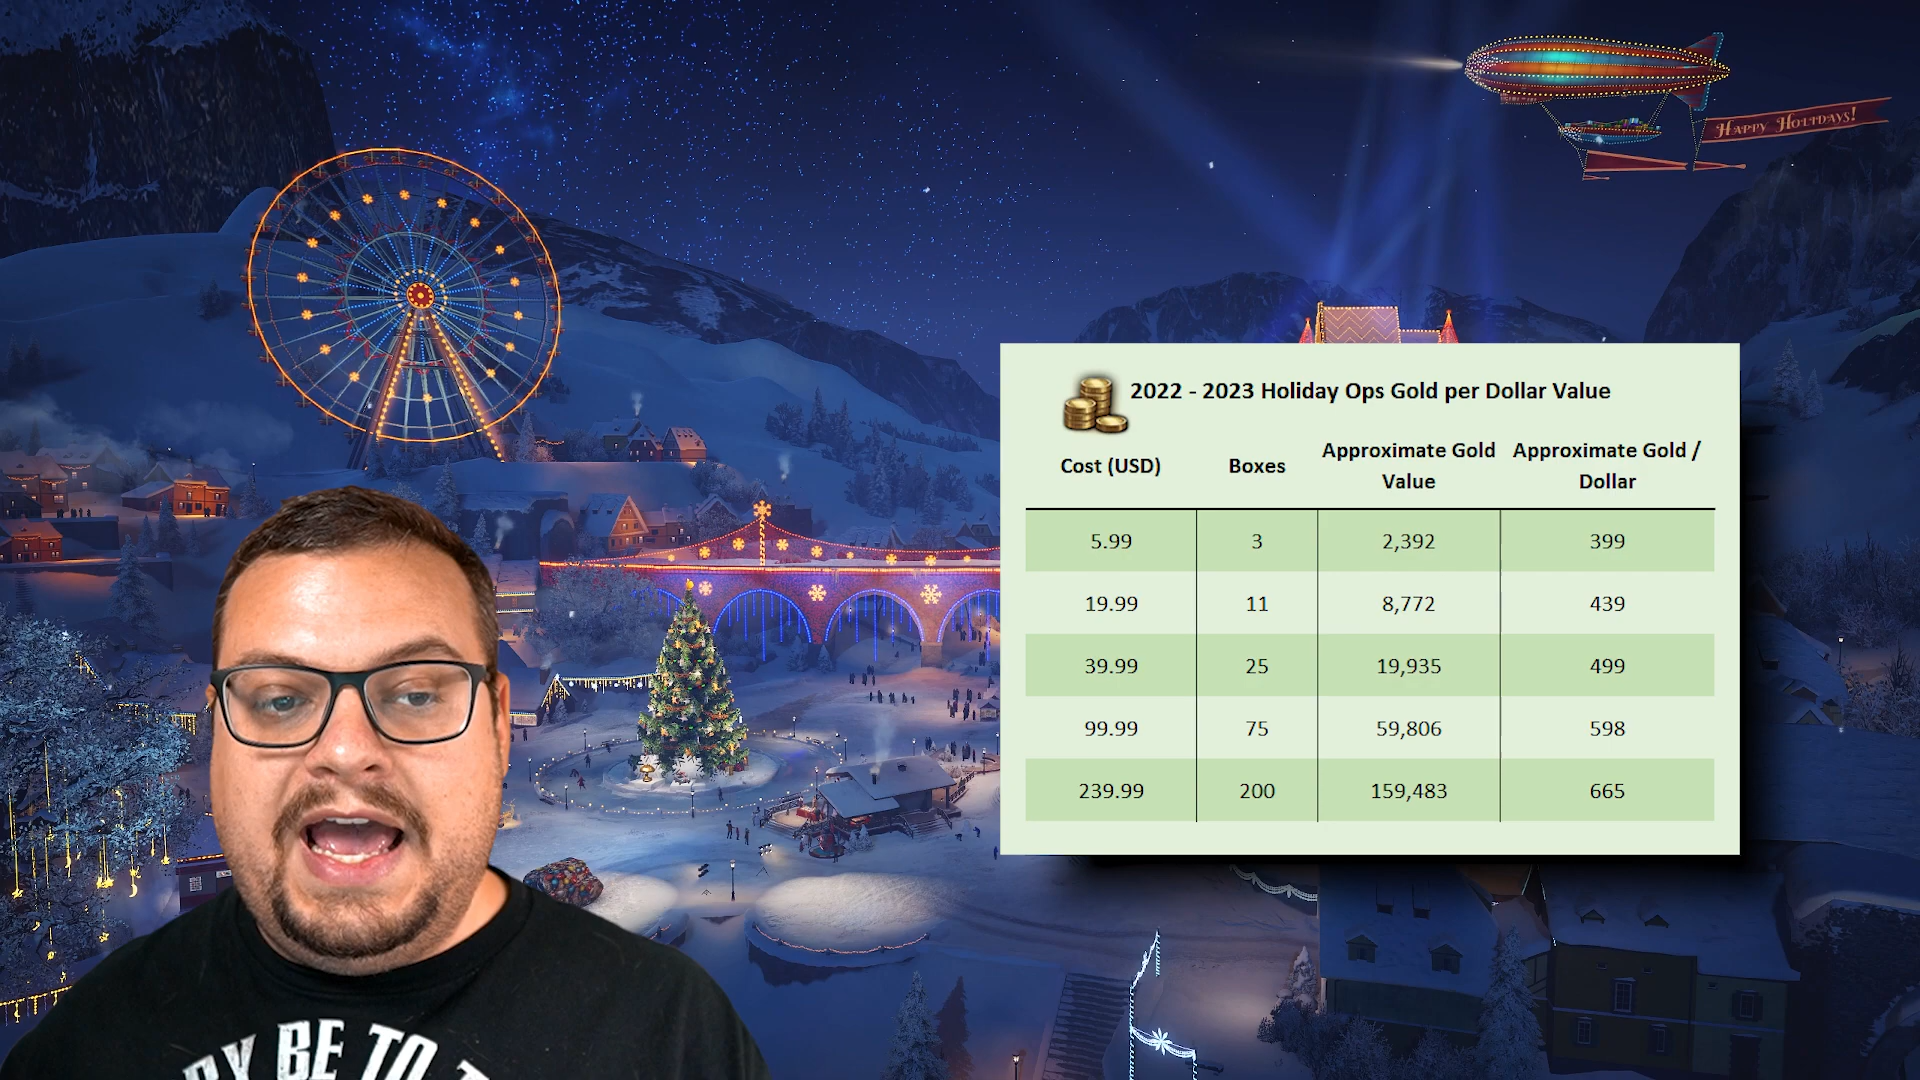 HAPPY HOLIDAYS!
2022 - 2023 Holiday Ops Gold per Dollar Value
Cost (USD) Boxes Approximate Gold Value Approximate Gold / Dollar
5.99 3 2,392 399
19.99 11 8,772 439
39.99 25 19,935 499
99.99 75 59,806 598
239.99 200 159,483 665
BE TO